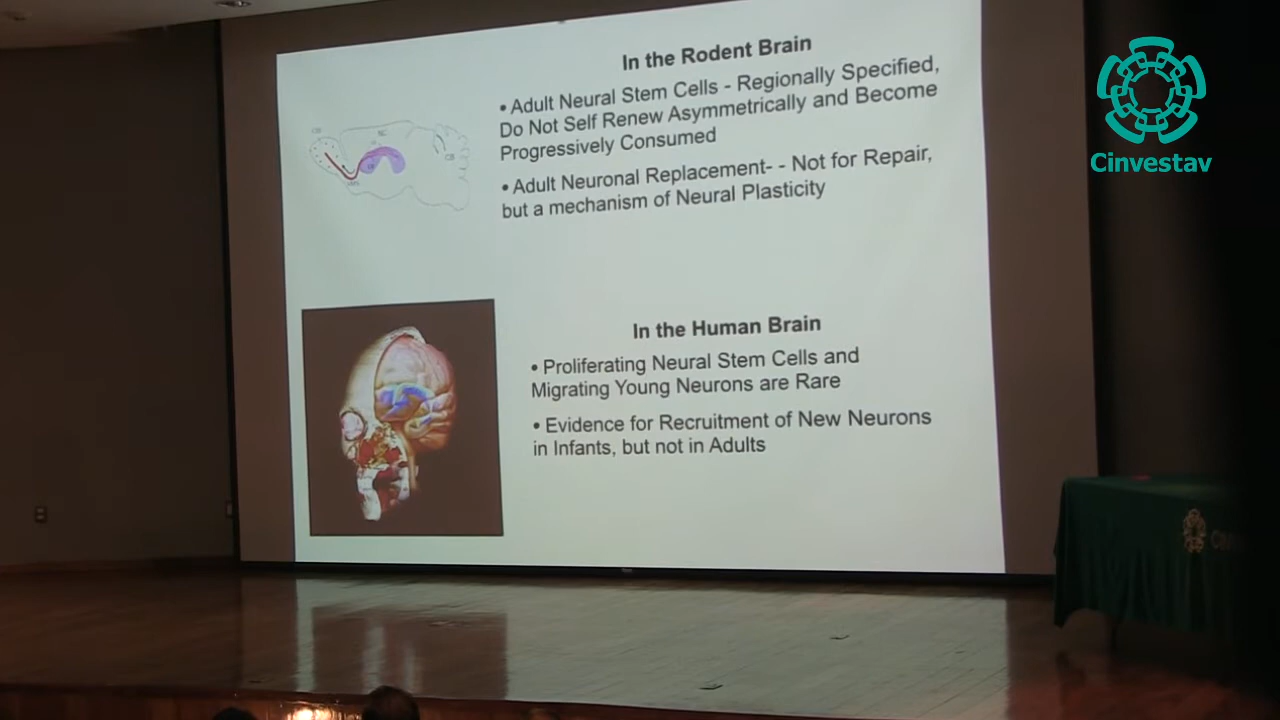 In the Rodent Brain
• Adult Neural Stem Cells - Regionally Specified,
Do Not Self Renew Asymmetrically and Become
Progressively Consumed
• Adult Neuronal Replacement- - Not for Repair,
but a mechanism of Neural Plasticity
In the Human Brain
• Proliferating Neural Stem Cells and
Migrating Young Neurons are Rare
• Evidence for Recruitment of New Neurons
in Infants, but not in Adults
Cinvestav